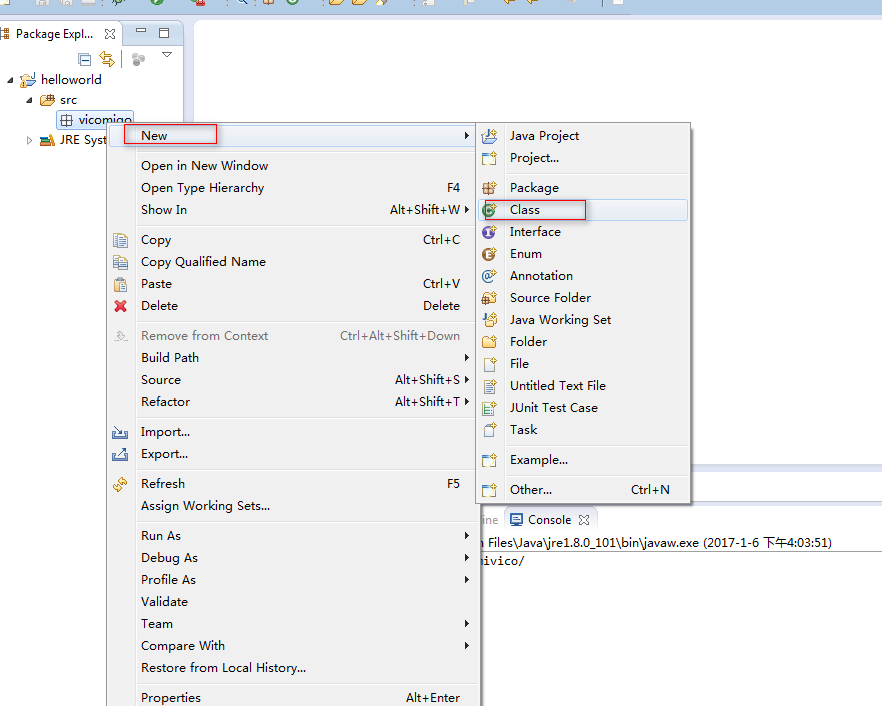 Package Expl...
helloworld
src
vicomigo
JRE Syst
New
Open in New Window
Open Type Hierarchy F4
Show In Alt+Shift+W
Copy Ctrl+C
Copy Qualified Name
Paste Ctrl+V
Delete Delete
Remove from Context Ctrl+Alt+Shift+Down
Build Path
Source Alt+Shift+S
Refactor Alt+Shift+T
Import...
Export...
Refresh F5
Assign Working Sets...
Run As
Debug As
Profile As
Validate
Team
Compare With
Restore from Local History...
Properties Alt+Enter
Java Project
Project...
Package
Class
Interface
Enum
Annotation
Source Folder
Java Working Set
Folder
File
Untitled Text File
JUnit Test Case
Task
Example...
Other... Ctrl+N
Console
Files\Java\jre1.8.0_101\bin\javaw.exe (2017-1-6 下午4:03:51)
ivico/